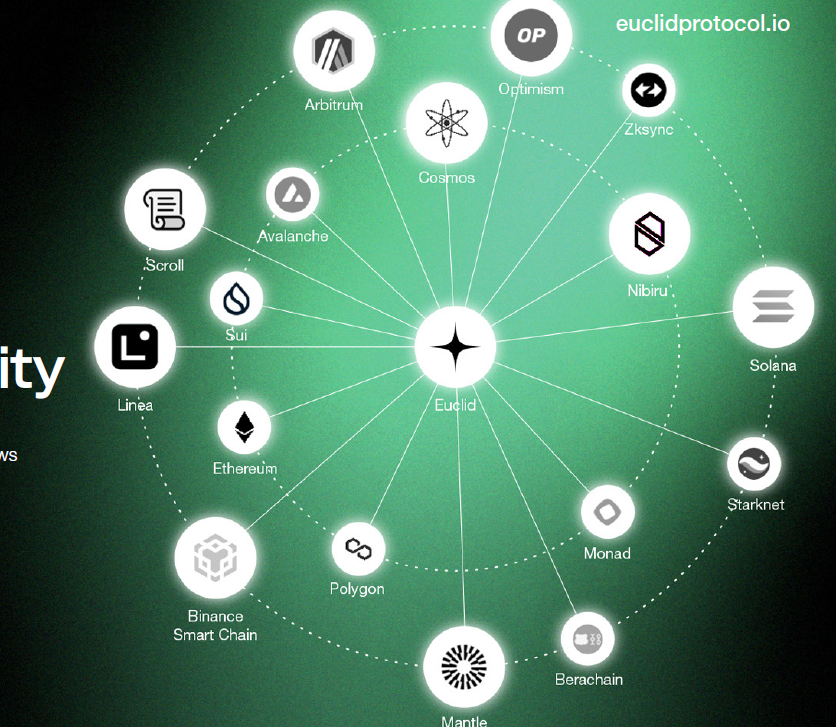 euclidprotocol.io
OP
Arbitrum
Optimism
Zksync
Cosmos
Avalanche
Scroll
Nibiru
Sui
ity
Solana
Linea
Euclid
ws
Ethereum
Starknet
Monad
Polygon
Binance
Smart Chain
Berachain
Mantle